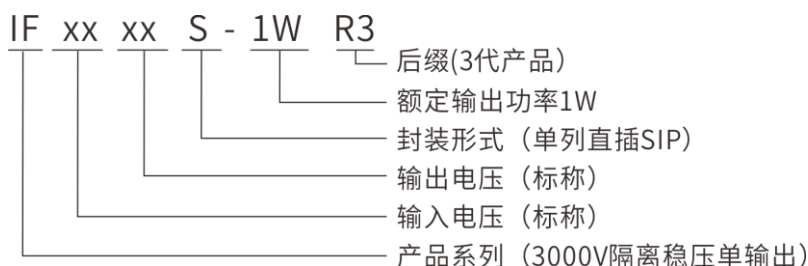 IF xx xx S - 1W R3
后缀(3代产品）
额定输出功率1W
封装形式（单列直插SIP）
输出电压（标称）
输入电压（标称）
产品系列（3000V隔离稳压单输出）